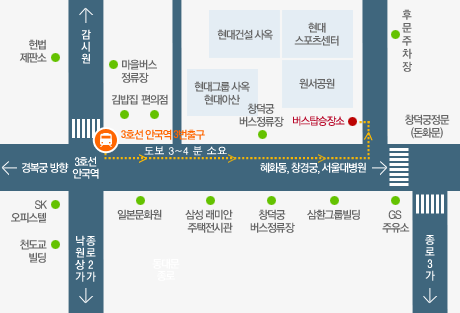 감사원
후문주차장
현대건설 사옥
현대
스포츠센터
헌법
제판소
마을버스
정류장
원서공원
현대그룹 사옥
현대아산
김밥집 편의점
창덕궁
버스정류장
버스탑승장소
창덕궁정문
(돈화문)
3호선 안국역 3번출구
도보 3~4 분 소요
경복궁 방향
3호선
안국역
혜화동, 창경궁, 서울대병원
SK
오피스텔
일본문화원
삼성 래미안
주택전시관
창덕궁
버스정류장
삼환그룹빌딩
GS
주유소
천도교
빌딩
낙원상가
종로2가
종로3가